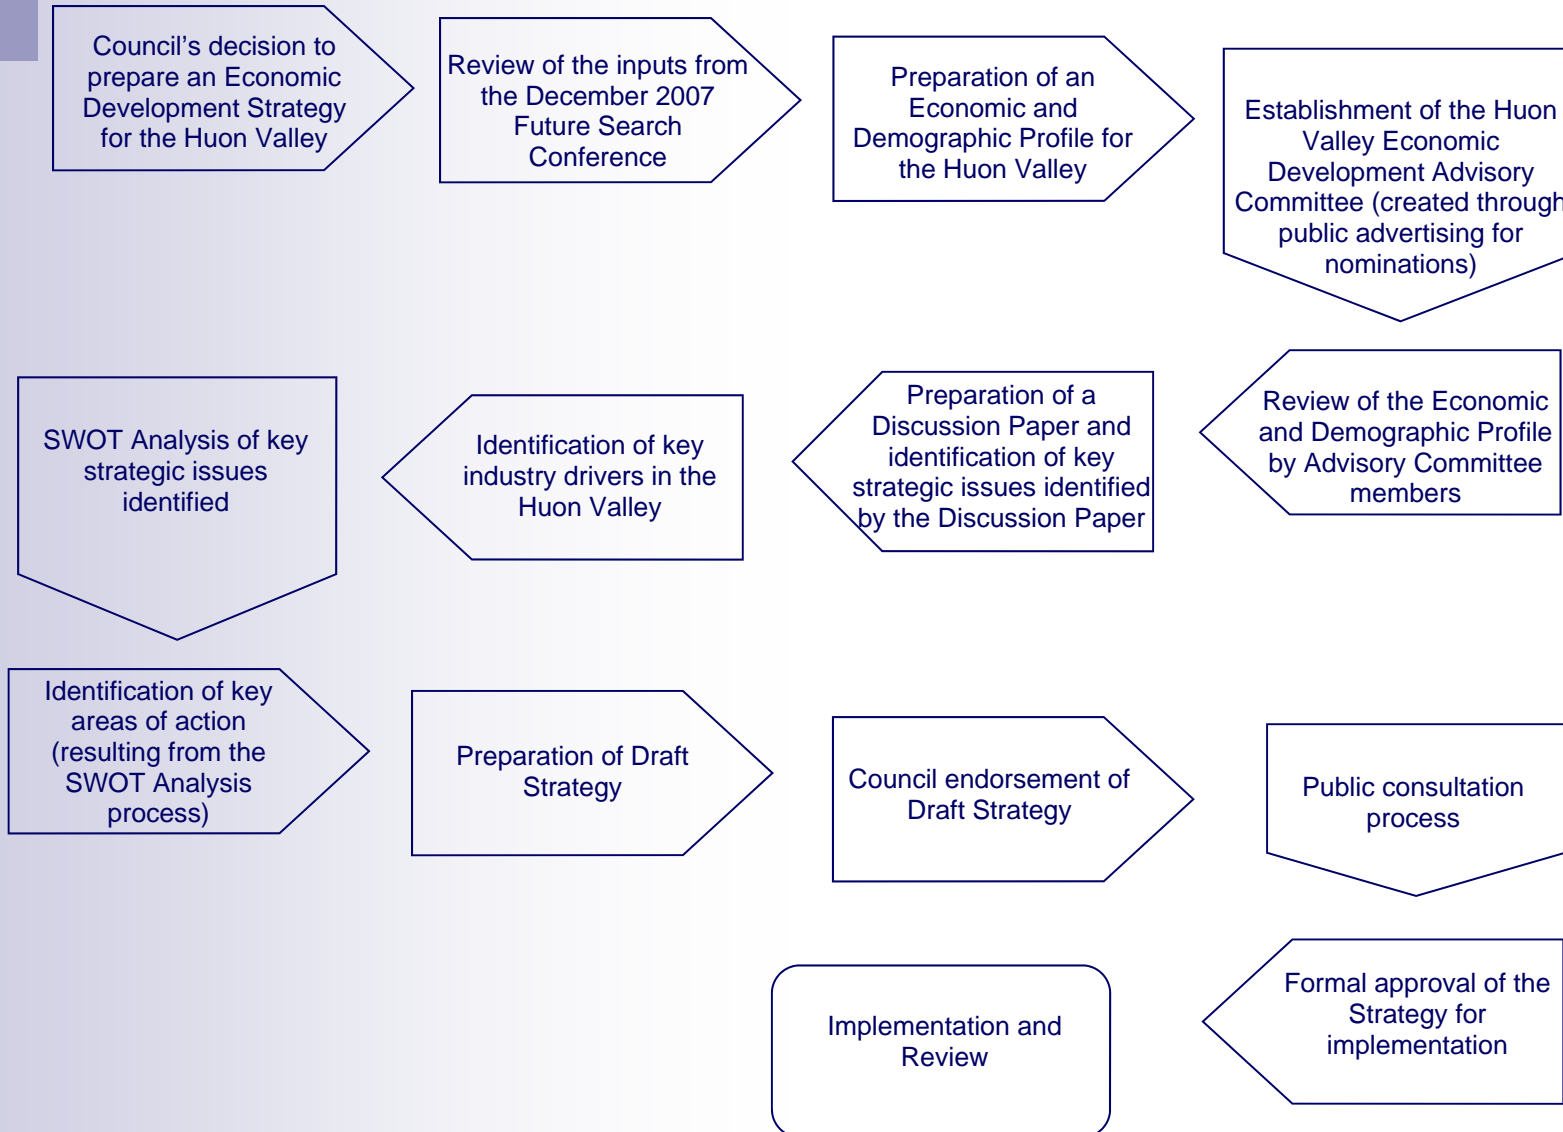 Council’s decision to
prepare an Economic
Development Strategy
for the Huon Valley
Review of the inputs from
the December 2007
Future Search
Conference
Preparation of an
Economic and
Demographic Profile for
the Huon Valley
Establishment of the Huon
Valley Economic
Development Advisory
Committee (created through
public advertising for
nominations)
Review of the Economic
and Demographic Profile
by Advisory Committee
members
Preparation of a
Discussion Paper and
identification of key
strategic issues identified
by the Discussion Paper
Identification of key
industry drivers in the
Huon Valley
SWOT Analysis of key
strategic issues
identified
Identification of key
areas of action
(resulting from the
SWOT Analysis
process)
Preparation of Draft
Strategy
Council endorsement of
Draft Strategy
Public consultation
process
Formal approval of the
Strategy for
implementation
Implementation and
Review